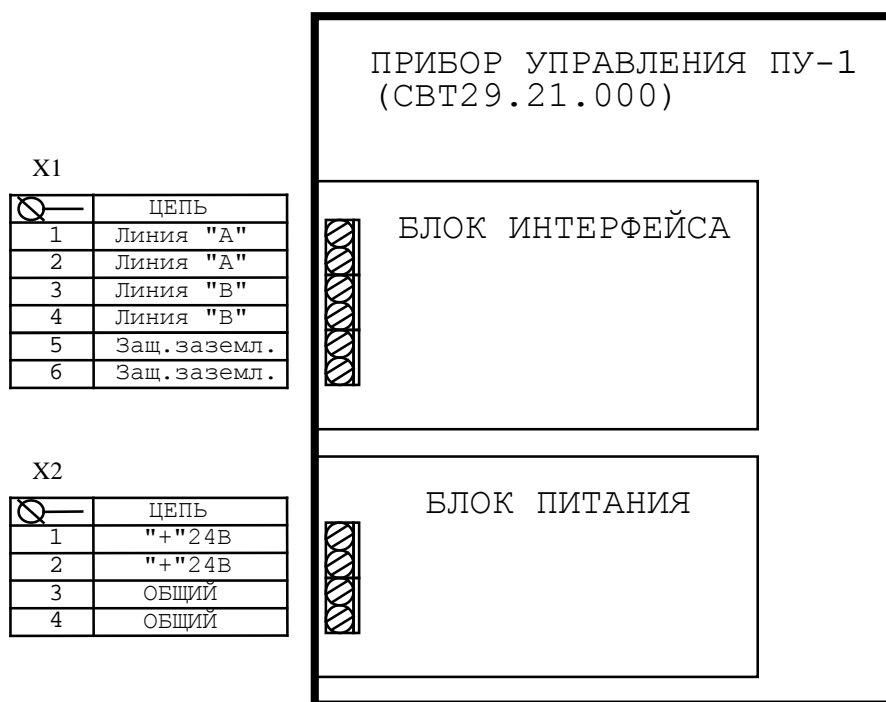 ПРИБОР УПРАВЛЕНИЯ ПУ-1
(СВТ29.21.000)
X1
ЦЕПЬ
1 Линия "А"
2 Линия "А"
3 Линия "В"
4 Линия "В"
5 Защ.заземл.
6 Защ.заземл.
БЛОК ИНТЕРФЕЙСА
X2
ЦЕПЬ
1 "+"24В
2 "+"24В
3 ОБЩИЙ
4 ОБЩИЙ
БЛОК ПИТАНИЯ